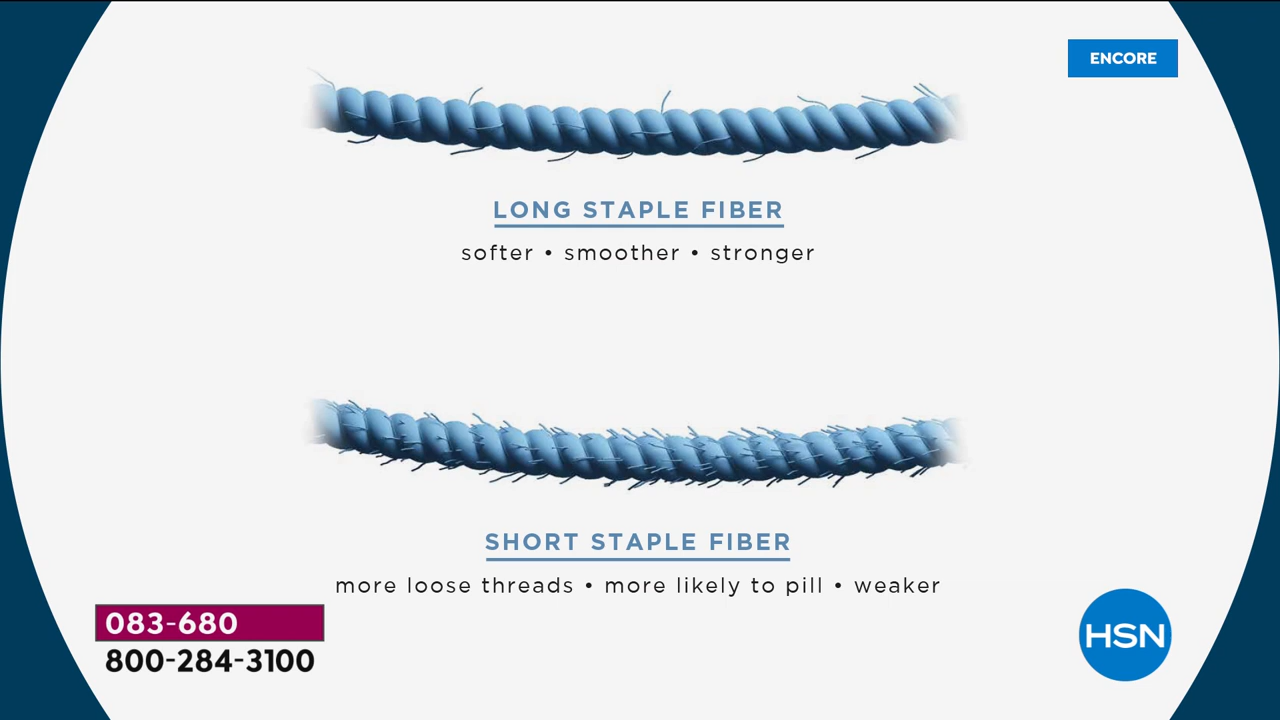 ENCORE
LONG STAPLE FIBER
softer • smoother • stronger
SHORT STAPLE FIBER
more loose threads • more likely to pill • weaker
083-680
800-284-3100
HSN